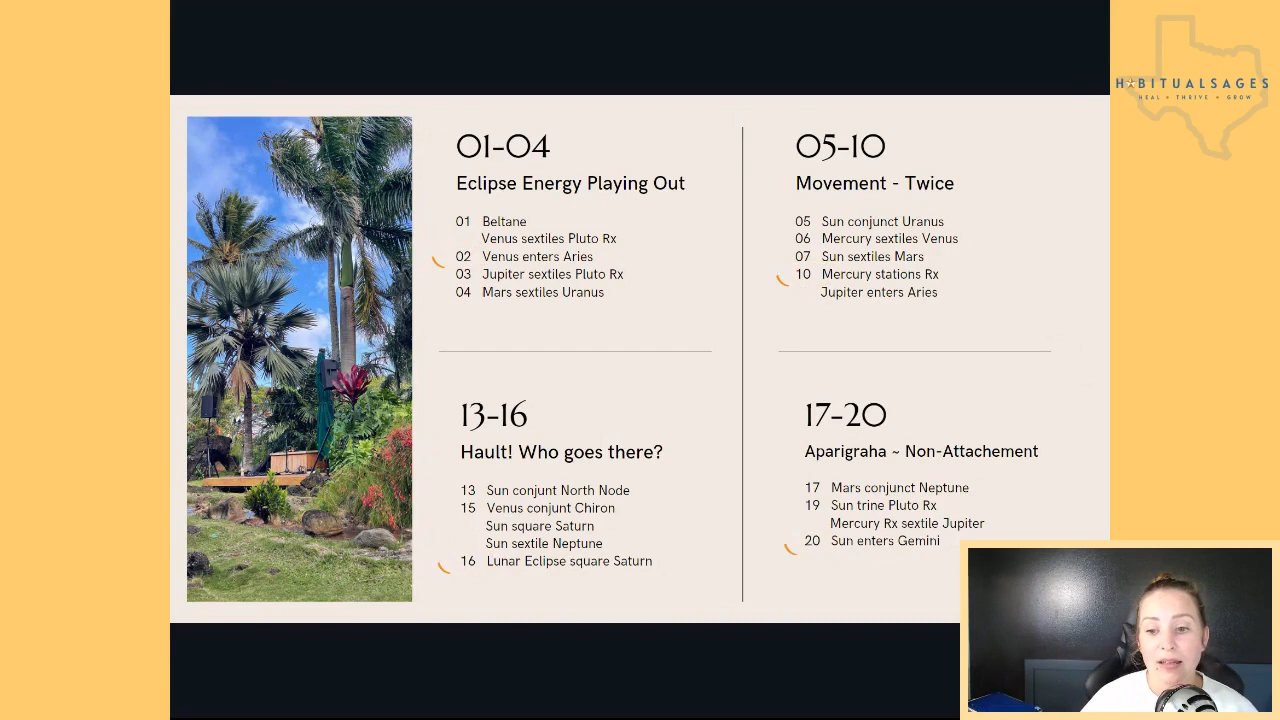 HABITUALSAGES
HEAL • THRIVE • GROW
01-04
Eclipse Energy Playing Out
01 Beltane
Venus sextiles Pluto Rx
02 Venus enters Aries
03 Jupiter sextiles Pluto Rx
04 Mars sextiles Uranus
05-10
Movement - Twice
05 Sun conjunct Uranus
06 Mercury sextiles Venus
07 Sun sextiles Mars
10 Mercury stations Rx
Jupiter enters Aries
13-16
Hault! Who goes there?
13 Sun conjunt North Node
15 Venus conjunt Chiron
Sun square Saturn
Sun sextile Neptune
16 Lunar Eclipse square Saturn
17-20
Aparigraha ~ Non-Attachement
17 Mars conjunct Neptune
19 Sun trine Pluto Rx
Mercury Rx sextile Jupiter
20 Sun enters Gemini